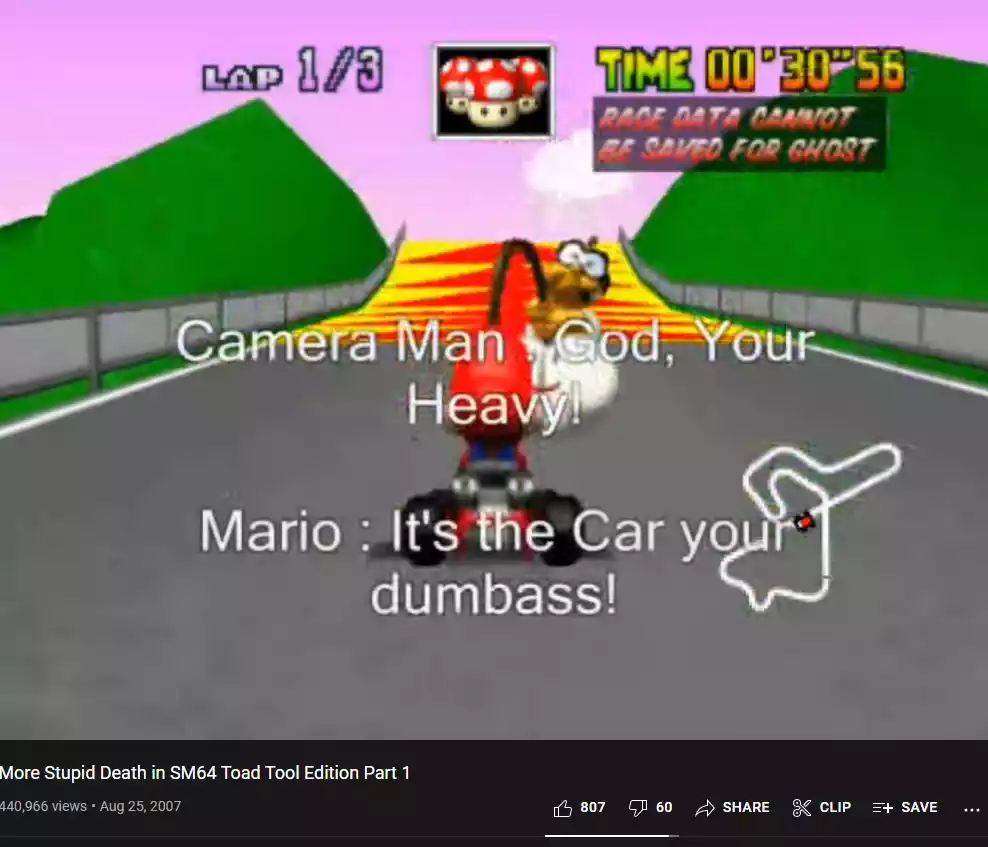 LAP 1/3
TIME 00'30"56
RACE DATA CANNOT
BE SAVED FOR GHOST
Camera Man : God, Your
Heavy!
Mario : It's the Car your
dumbass!
More Stupid Death in SM64 Toad Tool Edition Part 1
440,966 views • Aug 25, 2007
807 60 SHARE CLIP SAVE ...